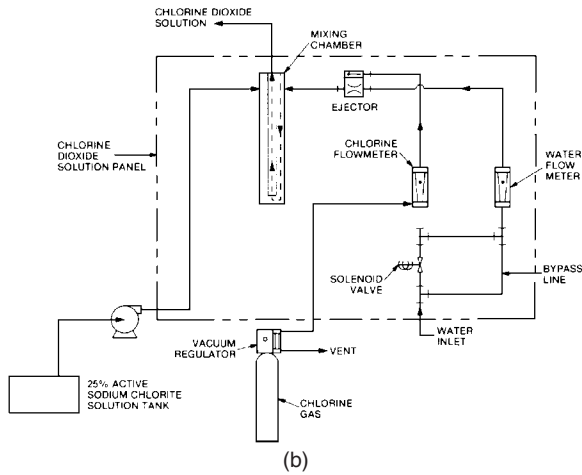 CHLORINE DIOXIDE
SOLUTION
MIXING
CHAMBER
EJECTOR
CHLORINE
FLOWMETER
WATER
FLOW
METER
CHLORINE
DIOXIDE
SOLUTION PANEL
SOLENOID
VALVE
BYPASS
LINE
WATER
INLET
VACUUM
REGULATOR
VENT
25% ACTIVE
SODIUM CHLORITE
SOLUTION TANK
CHLORINE
GAS
(b)